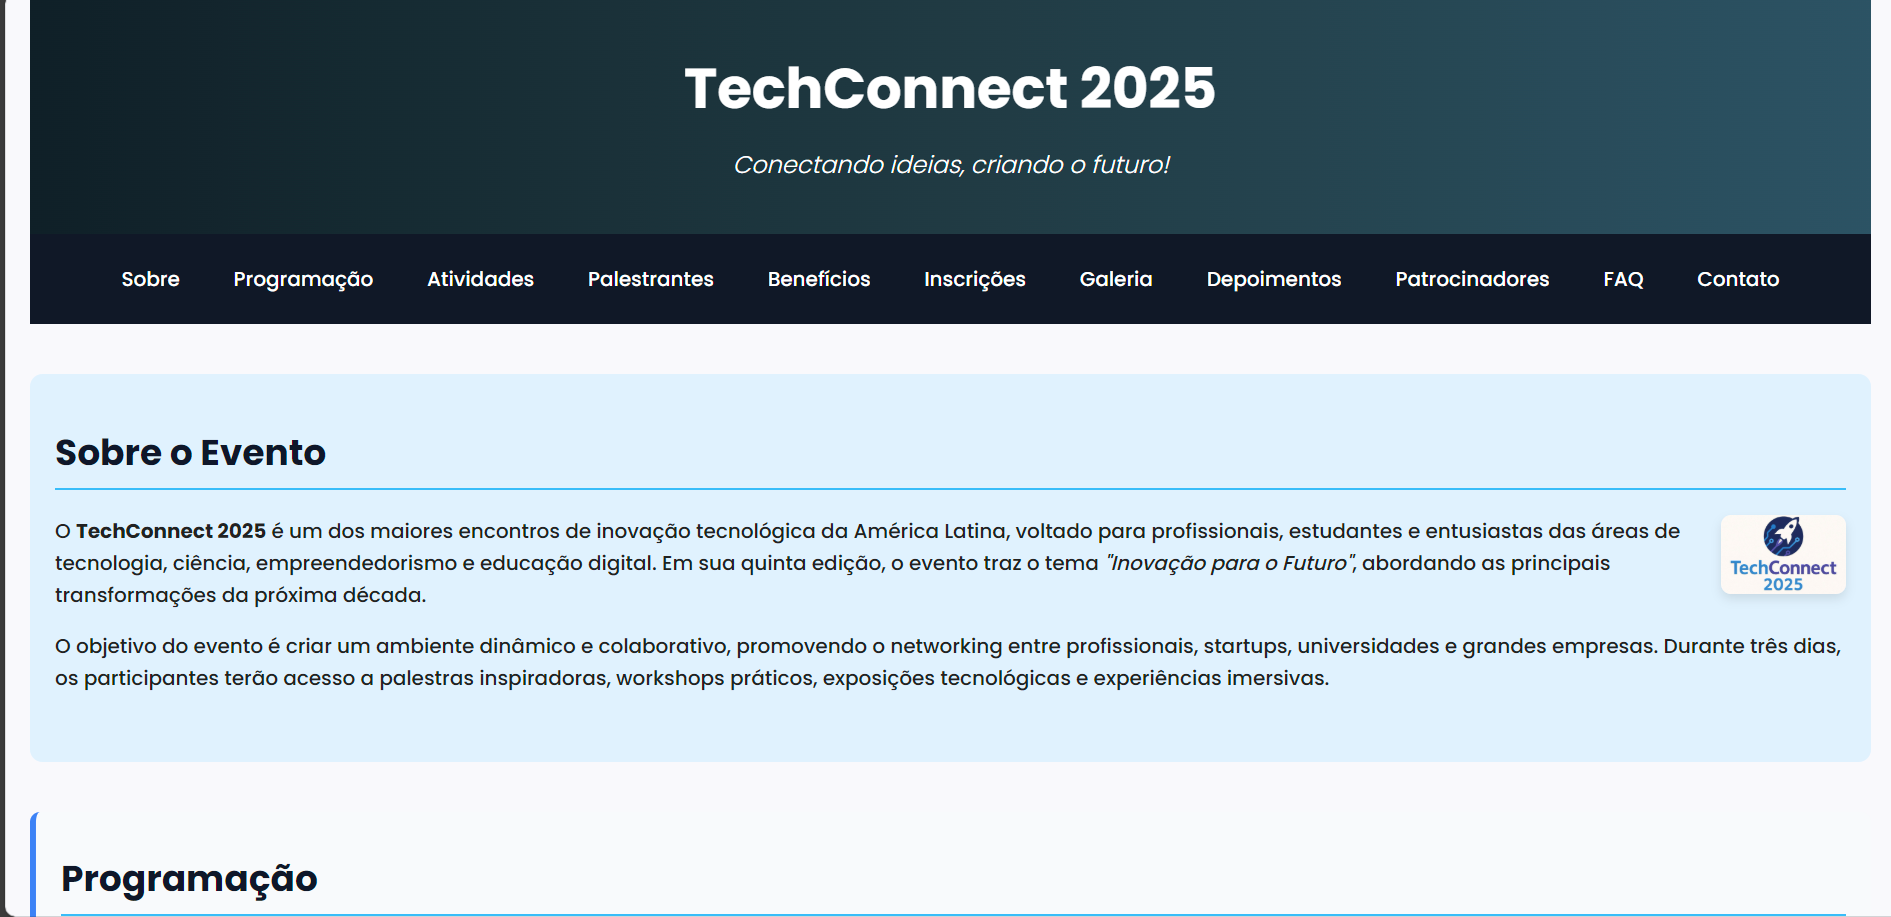 TechConnect 2025
Conectando ideias, criando o futuro!
Sobre Programação Atividades Palestrantes Benefícios Inscrições Galeria Depoimentos Patrocinadores FAQ Contato
Sobre o Evento
O TechConnect 2025 é um dos maiores encontros de inovação tecnológica da América Latina, voltado para profissionais, estudantes e entusiastas das áreas de
tecnologia, ciência, empreendedorismo e educação digital. Em sua quinta edição, o evento traz o tema "Inovação para o Futuro", abordando as principais
transformações da próxima década.
TechConnect
2025
O objetivo do evento é criar um ambiente dinâmico e colaborativo, promovendo o networking entre profissionais, startups, universidades e grandes empresas. Durante três dias,
os participantes terão acesso a palestras inspiradoras, workshops práticos, exposições tecnológicas e experiências imersivas.
Programação